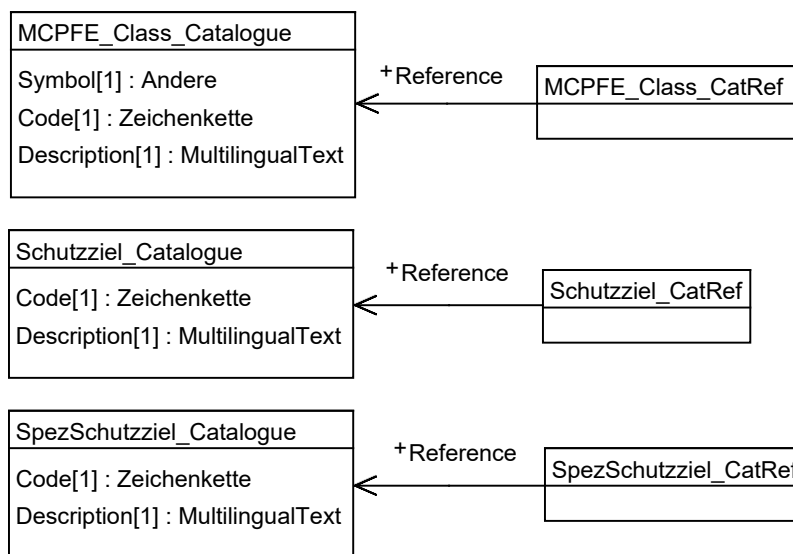 MCPFE_Class_Catalogue
Symbol[1] : Andere
Code[1] : Zeichenkette
Description[1] : MultilingualText
+Reference
MCPFE_Class_CatRef
Schutzziel_Catalogue
Code[1] : Zeichenkette
Description[1] : MultilingualText
+Reference
Schutzziel_CatRef
SpezSchutzziel_Catalogue
Code[1] : Zeichenkette
Description[1] : MultilingualText
+Reference
SpezSchutzziel_CatRef